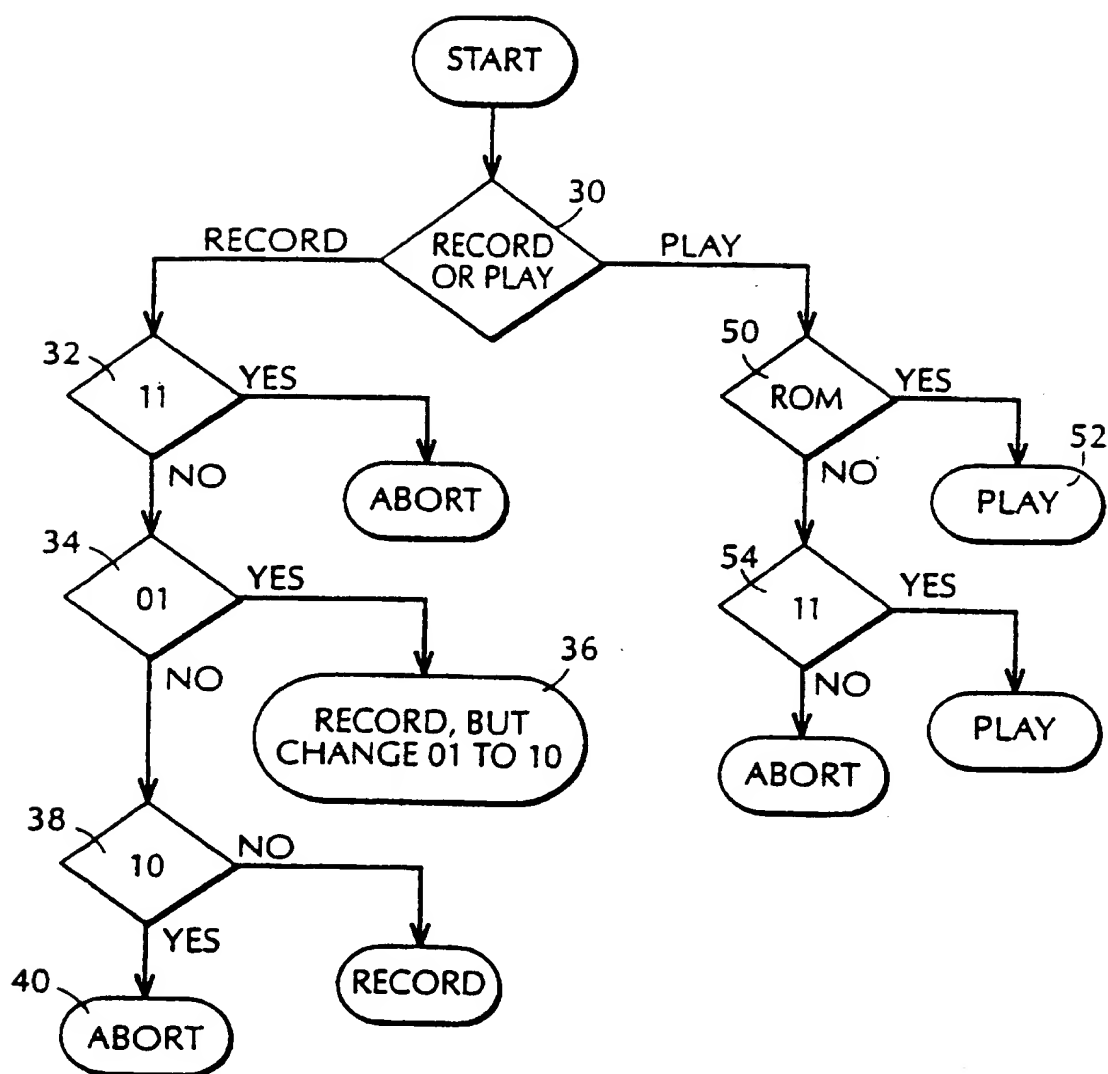 START
30
RECORD
RECORD
OR PLAY
PLAY
32
11
YES
NO
ABORT
34
01
YES
NO
36
RECORD, BUT
CHANGE 01 TO 10
38
10
NO
YES
RECORD
40
ABORT
50
ROM
YES
NO
52
PLAY
54
11
YES
NO
PLAY
ABORT